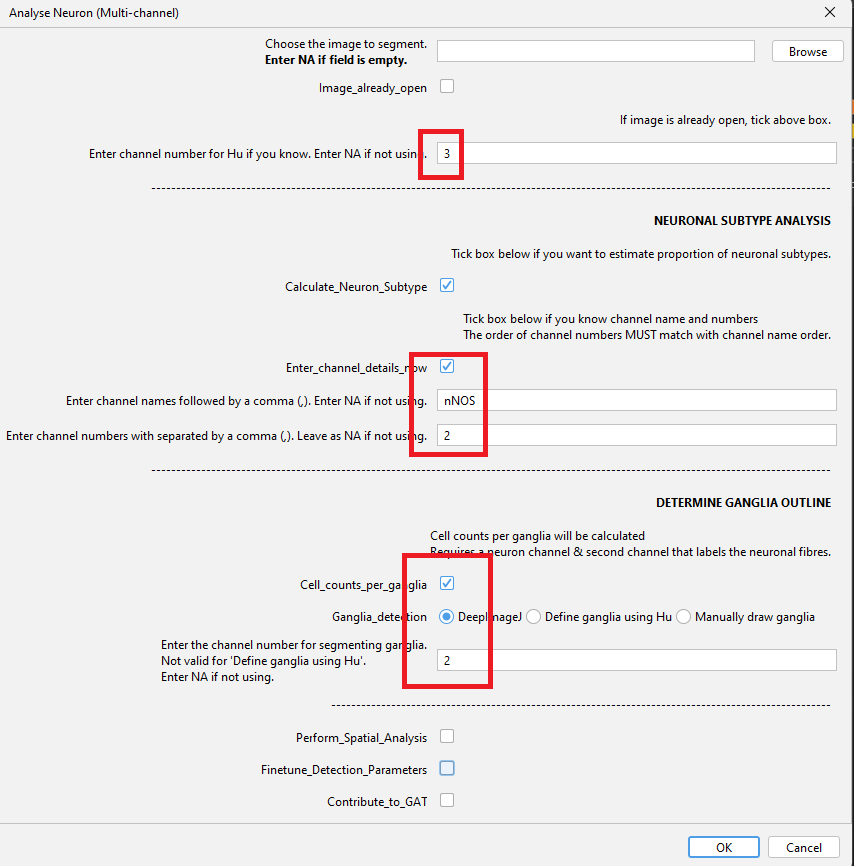 Analyse Neuron (Multi-channel)
Choose the image to segment.
Enter NA if field is empty.
Browse
Image_already_open
If image is already open, tick above box.
Enter channel number for Hu if you know. Enter NA if not using. 3
--------------------------------------------------------------------------------
NEURONAL SUBTYPE ANALYSIS
Tick box below if you want to estimate proportion of neuronal subtypes.
Calculate_Neuron_Subtype
Tick box below if you know channel name and numbers
The order of channel numbers MUST match with channel name order.
Enter_channel_details_now
Enter channel names followed by a comma (,). Enter NA if not using. nNOS
Enter channel numbers with separated by a comma (,). Leave as NA if not using. 2
--------------------------------------------------------------------------------
DETERMINE GANGLIA OUTLINE
Cell counts per ganglia will be calculated
Requires a neuron channel & second channel that labels the neuronal fibres.
Cell_counts_per_ganglia
Ganglia_detection DeepImageJ Define ganglia using Hu Manually draw ganglia
Enter the channel number for segmenting ganglia.
Not valid for 'Define ganglia using Hu'. 2
Enter NA if not using.
--------------------------------------------------------------------------------
Perform_Spatial_Analysis
Finetune_Detection_Parameters
Contribute_to_GAT
OK Cancel